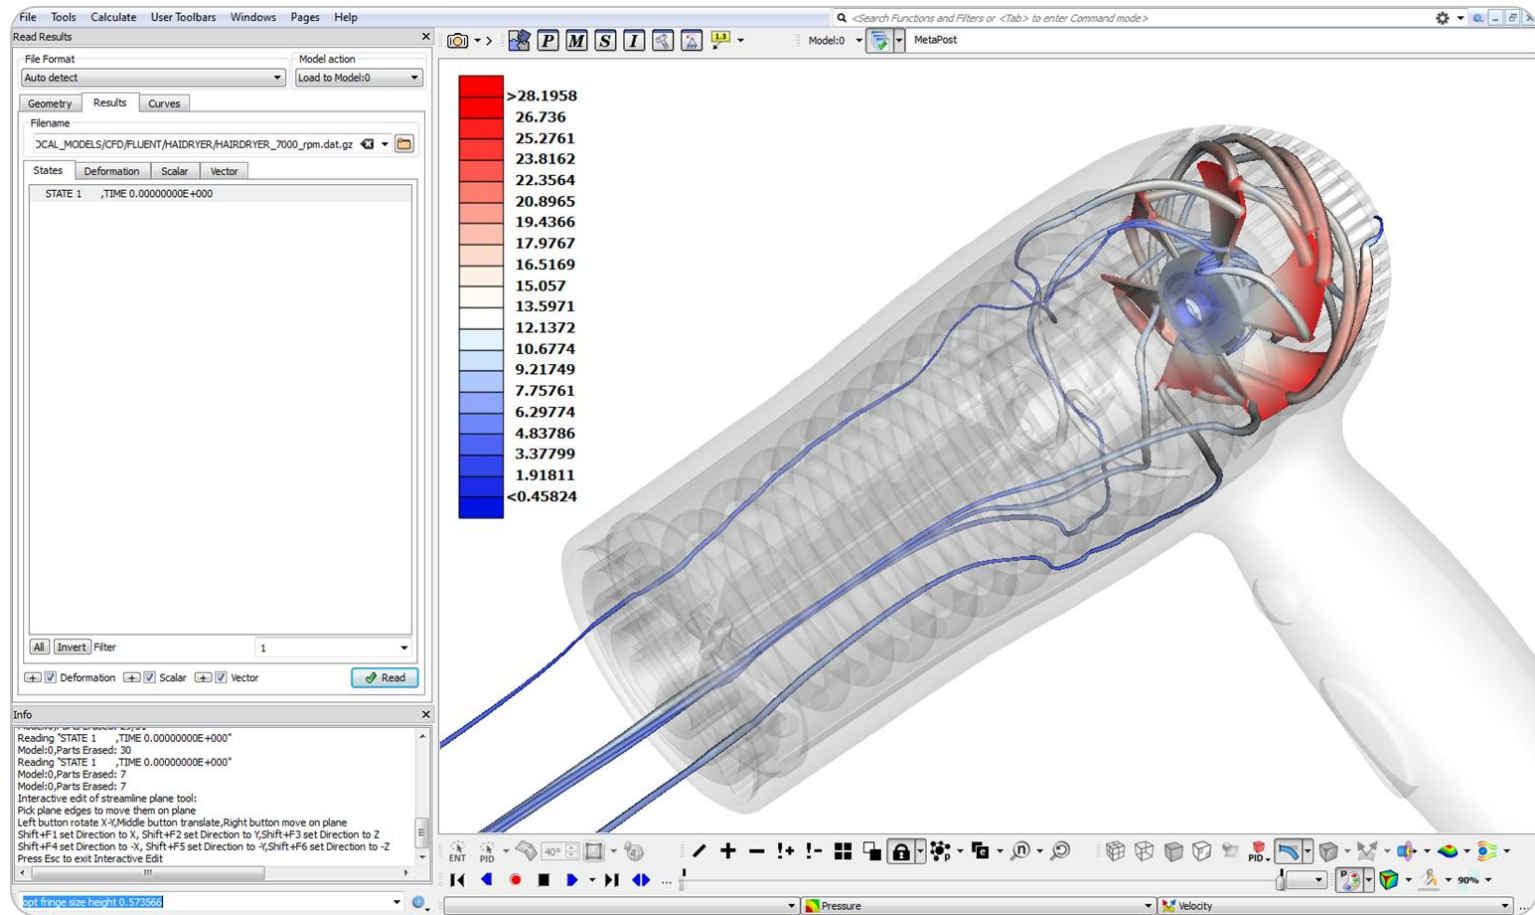 File Tools Calculate User Toolbars Windows Pages Help
<Search Functions and Filters or <Tab> to enter Command mode>
Read Results
P M S I 1.3
Model:0
MetaPost
File Format
Model action
Auto detect
Load to Model:0
Geometry Results Curves
Filename
OCAL_MODELS/CFD/FLUENT/HAIDRYER/HAIRDRYER_7000_rpm.dat.gz
States Deformation Scalar Vector
STATE 1 ,TIME 0.00000000E+000
>28.1958
26.736
25.2761
23.8162
22.3564
20.8965
19.4366
17.9767
16.5169
15.057
13.5971
12.1372
10.6774
9.21749
7.75761
6.29774
4.83786
3.37799
1.91811
<0.45824
All Invert Filter 1
Deformation Scalar Vector Read
Info
Reading "STATE 1 ,TIME 0.00000000E+000"
Model:0,Parts Erased: 30
Reading "STATE 1 ,TIME 0.00000000E+000"
Model:0,Parts Erased: 7
Model:0,Parts Erased: 7
Interactive edit of streamline plane tool:
Pick plane edges to move them on plane
Left button rotate X-Y,Middle button translate,Right button move on plane
Shift+F1 set Direction to X, Shift+F2 set Direction to Y,Shift+F3 set Direction to Z
Shift+F4 set Direction to -X, Shift+F5 set Direction to -Y,Shift+F6 set Direction to -Z
Press Esc to exit Interactive Edit
opt fringe size height 0.573566
ENT PID 40° PID
90%
Pressure
Velocity